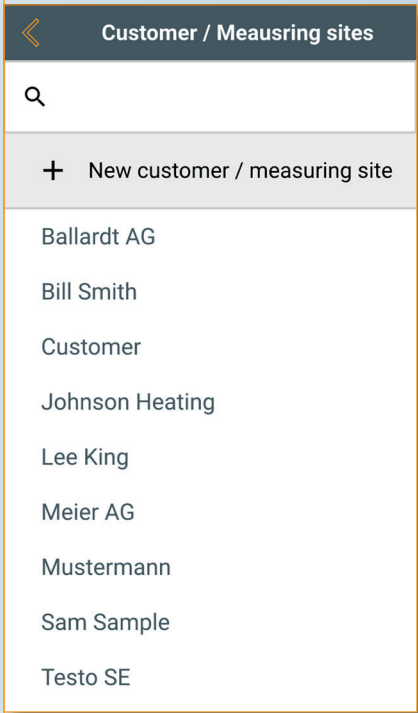 Customer / Meausring sites
+ New customer / measuring site
Ballardt AG
Bill Smith
Customer
Johnson Heating
Lee King
Meier AG
Mustermann
Sam Sample
Testo SE